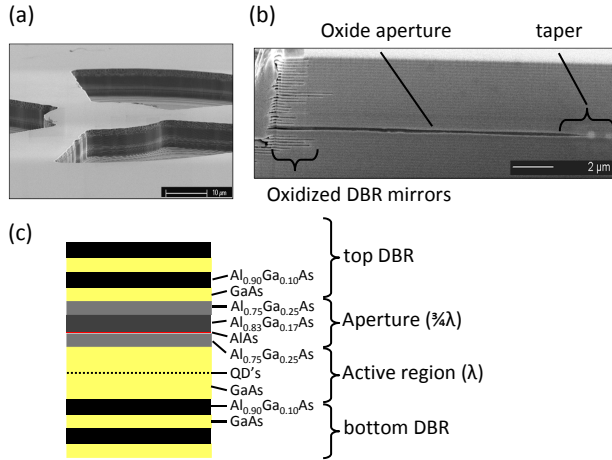 (a)
10 µm
(b)
Oxide aperture
taper
2 µm
Oxidized DBR mirrors
(c)
Al0.90Ga0.10As
GaAs
Al0.75Ga0.25As
Al0.83Ga0.17As
AlAs
Al0.75Ga0.25As
QD's
GaAs
Al0.90Ga0.10As
GaAs
top DBR
Aperture (¾λ)
Active region (λ)
bottom DBR